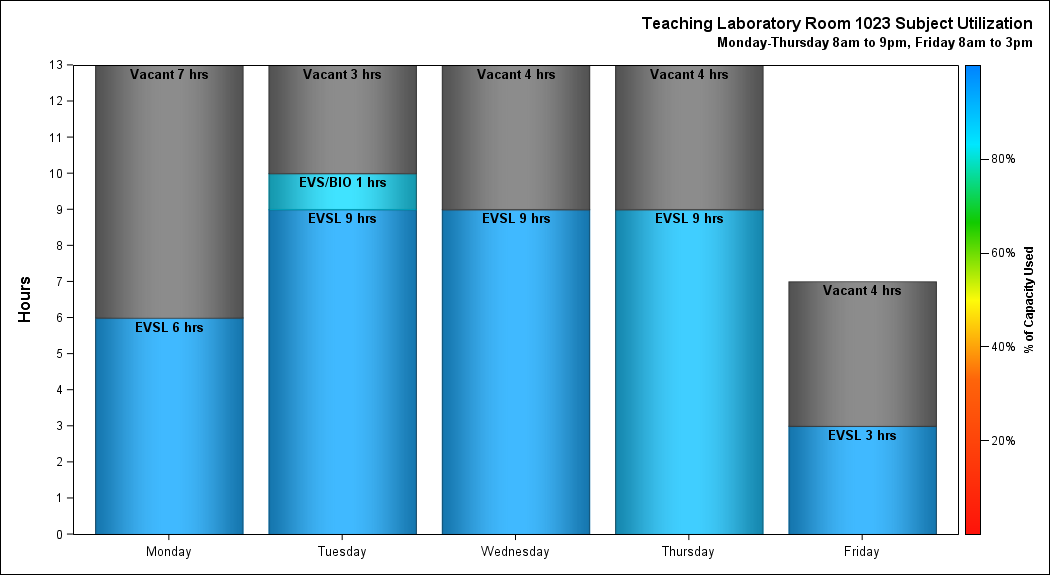 Teaching Laboratory Room 1023 Subject Utilization
Monday-Thursday 8am to 9pm, Friday 8am to 3pm
Hours
13
12
11
10
9
8
7
6
5
4
3
2
1
0
Vacant 7 hrs
EVSL 6 hrs
Vacant 3 hrs
EVS/BIO 1 hrs
EVSL 9 hrs
Vacant 4 hrs
EVSL 9 hrs
Vacant 4 hrs
EVSL 9 hrs
Vacant 4 hrs
EVSL 3 hrs
Monday
Tuesday
Wednesday
Thursday
Friday
80%
60%
40%
20%
% of Capacity Used